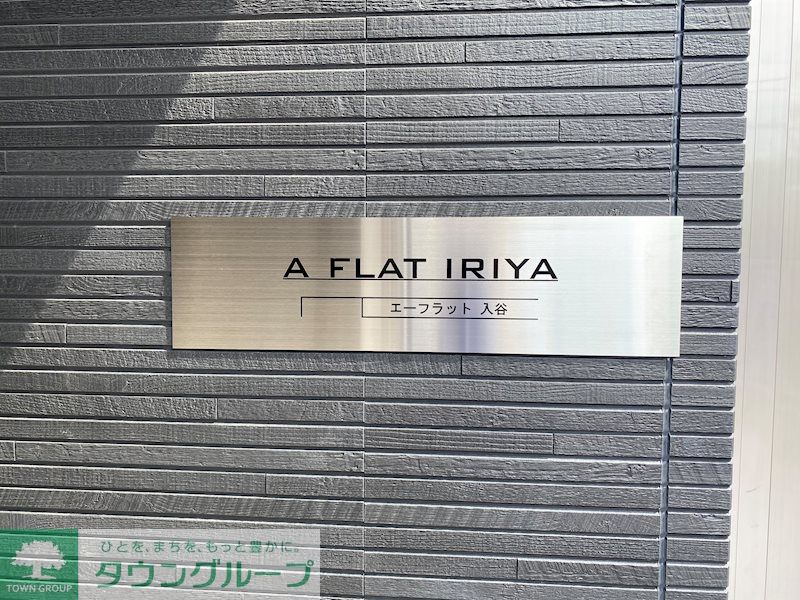 A FLAT IRIYA
エーフラット 入谷
ひとを、まちを、もっと豊かに。
タウングループ
TOWN GROUP